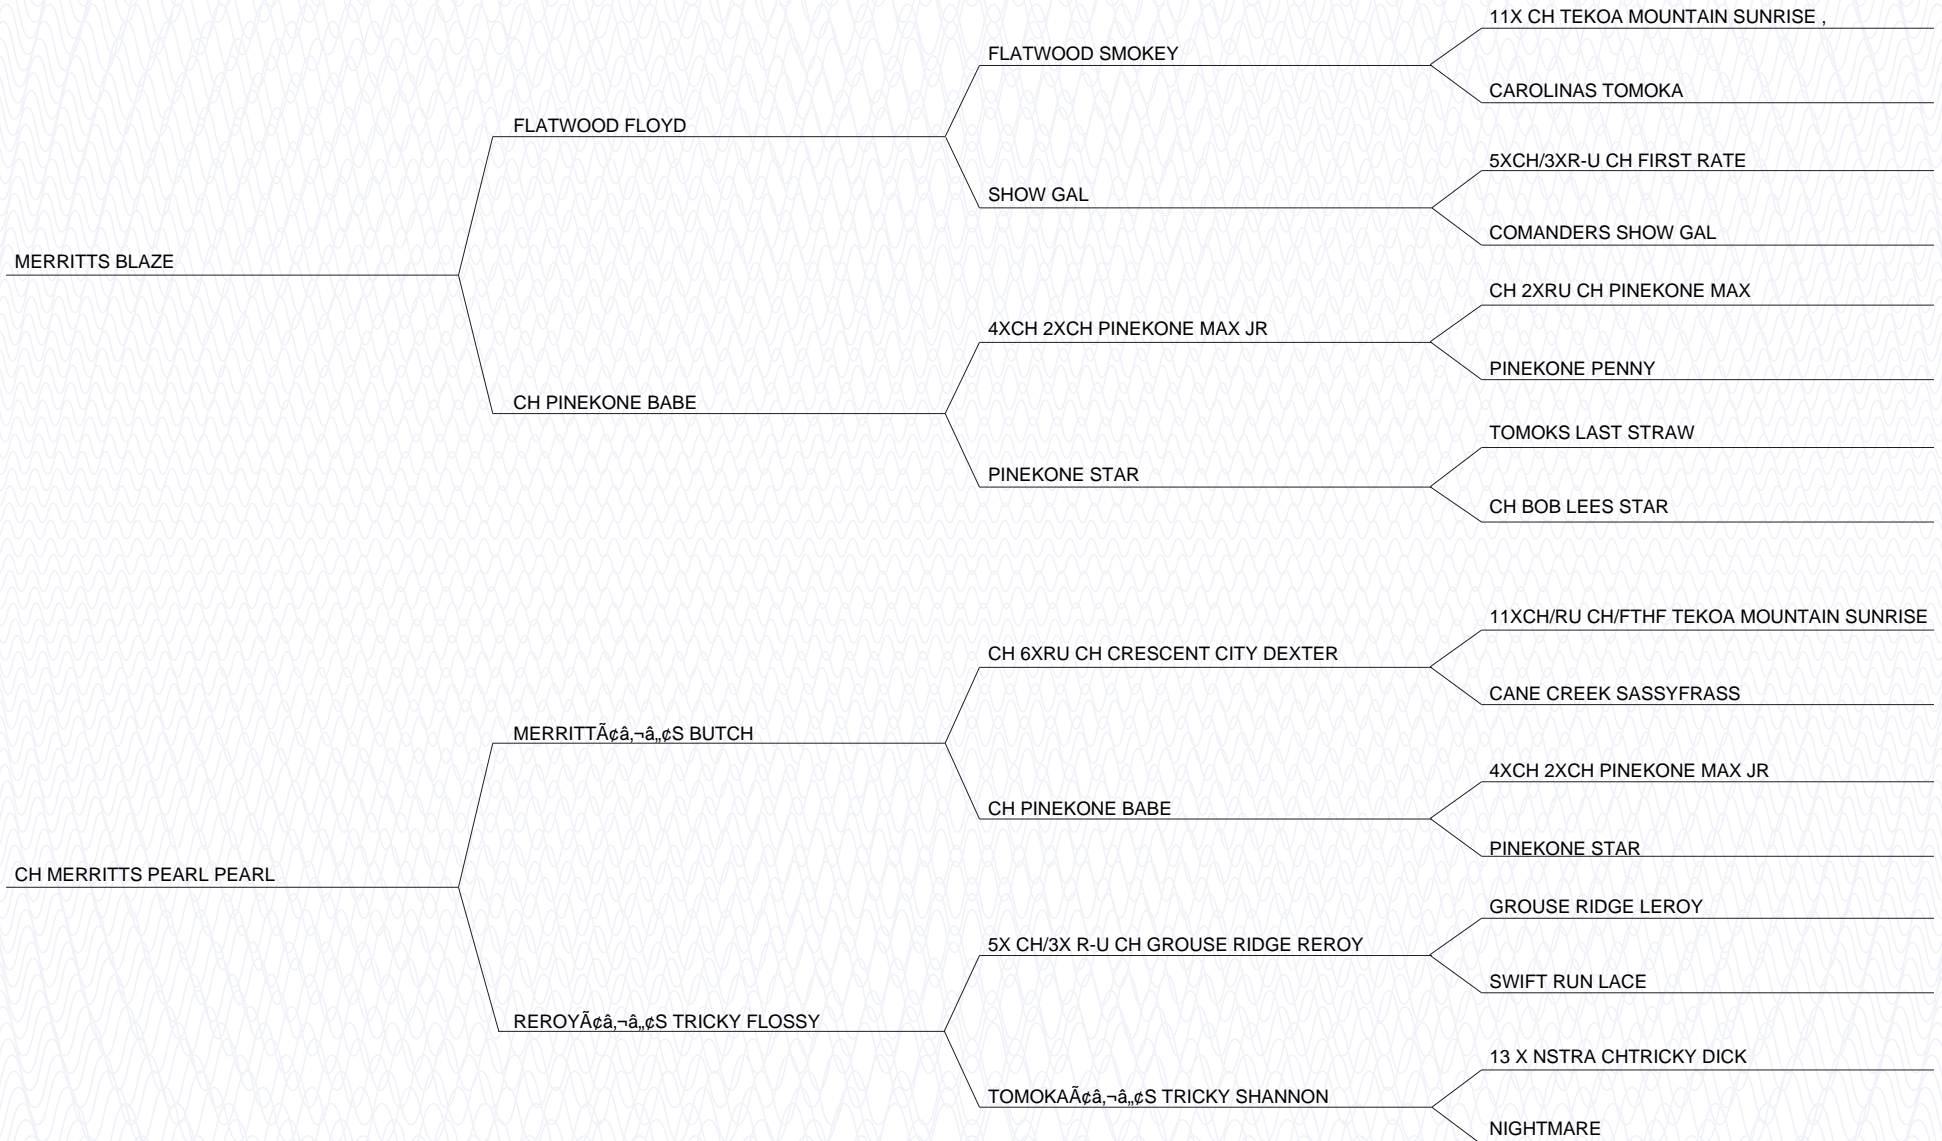 11X CH TEKOA MOUNTAIN SUNRISE ,
FLATWOOD SMOKEY
CAROLINAS TOMOKA
FLATWOOD FLOYD
5XCH/3XR-U CH FIRST RATE
SHOW GAL
COMANDERS SHOW GAL
MERRITTS BLAZE
CH 2XRU CH PINEKONE MAX
4XCH 2XCH PINEKONE MAX JR
PINEKONE PENNY
CH PINEKONE BABE
TOMOKS LAST STRAW
PINEKONE STAR
CH BOB LEES STAR
11XCH/RU CH/FTHF TEKOA MOUNTAIN SUNRISE
CH 6XRU CH CRESCENT CITY DEXTER
CANE CREEK SASSYFRASS
MERRITTÃ¢â‚¬â„¢S BUTCH
4XCH 2XCH PINEKONE MAX JR
CH PINEKONE BABE
PINEKONE STAR
CH MERRITTS PEARL PEARL
GROUSE RIDGE LEROY
5X CH/3X R-U CH GROUSE RIDGE REROY
SWIFT RUN LACE
REROYÃ¢â‚¬â„¢S TRICKY FLOSSY
13 X NSTRA CHTRICKY DICK
TOMOKAÃ¢â‚¬â„¢S TRICKY SHANNON
NIGHTMARE